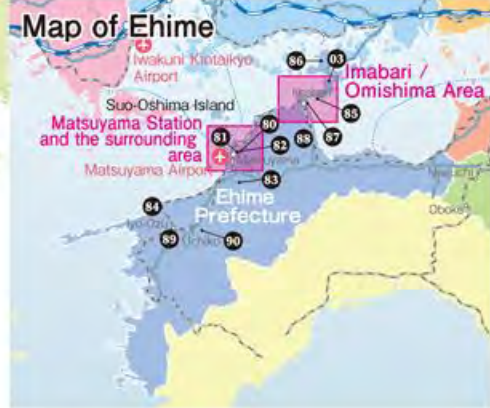 Map of Ehime
Iwakuni Kintaikyo
Airport
86
03
Imabari /
Omishima Area
Suo-Oshima Island
Matsuyama Station
and the surrounding
area
81
80
82
85
88
87
Matsuyama Airport
83
Ehime
Prefecture
84
Iyo-Ozu
89
Uchiko
90